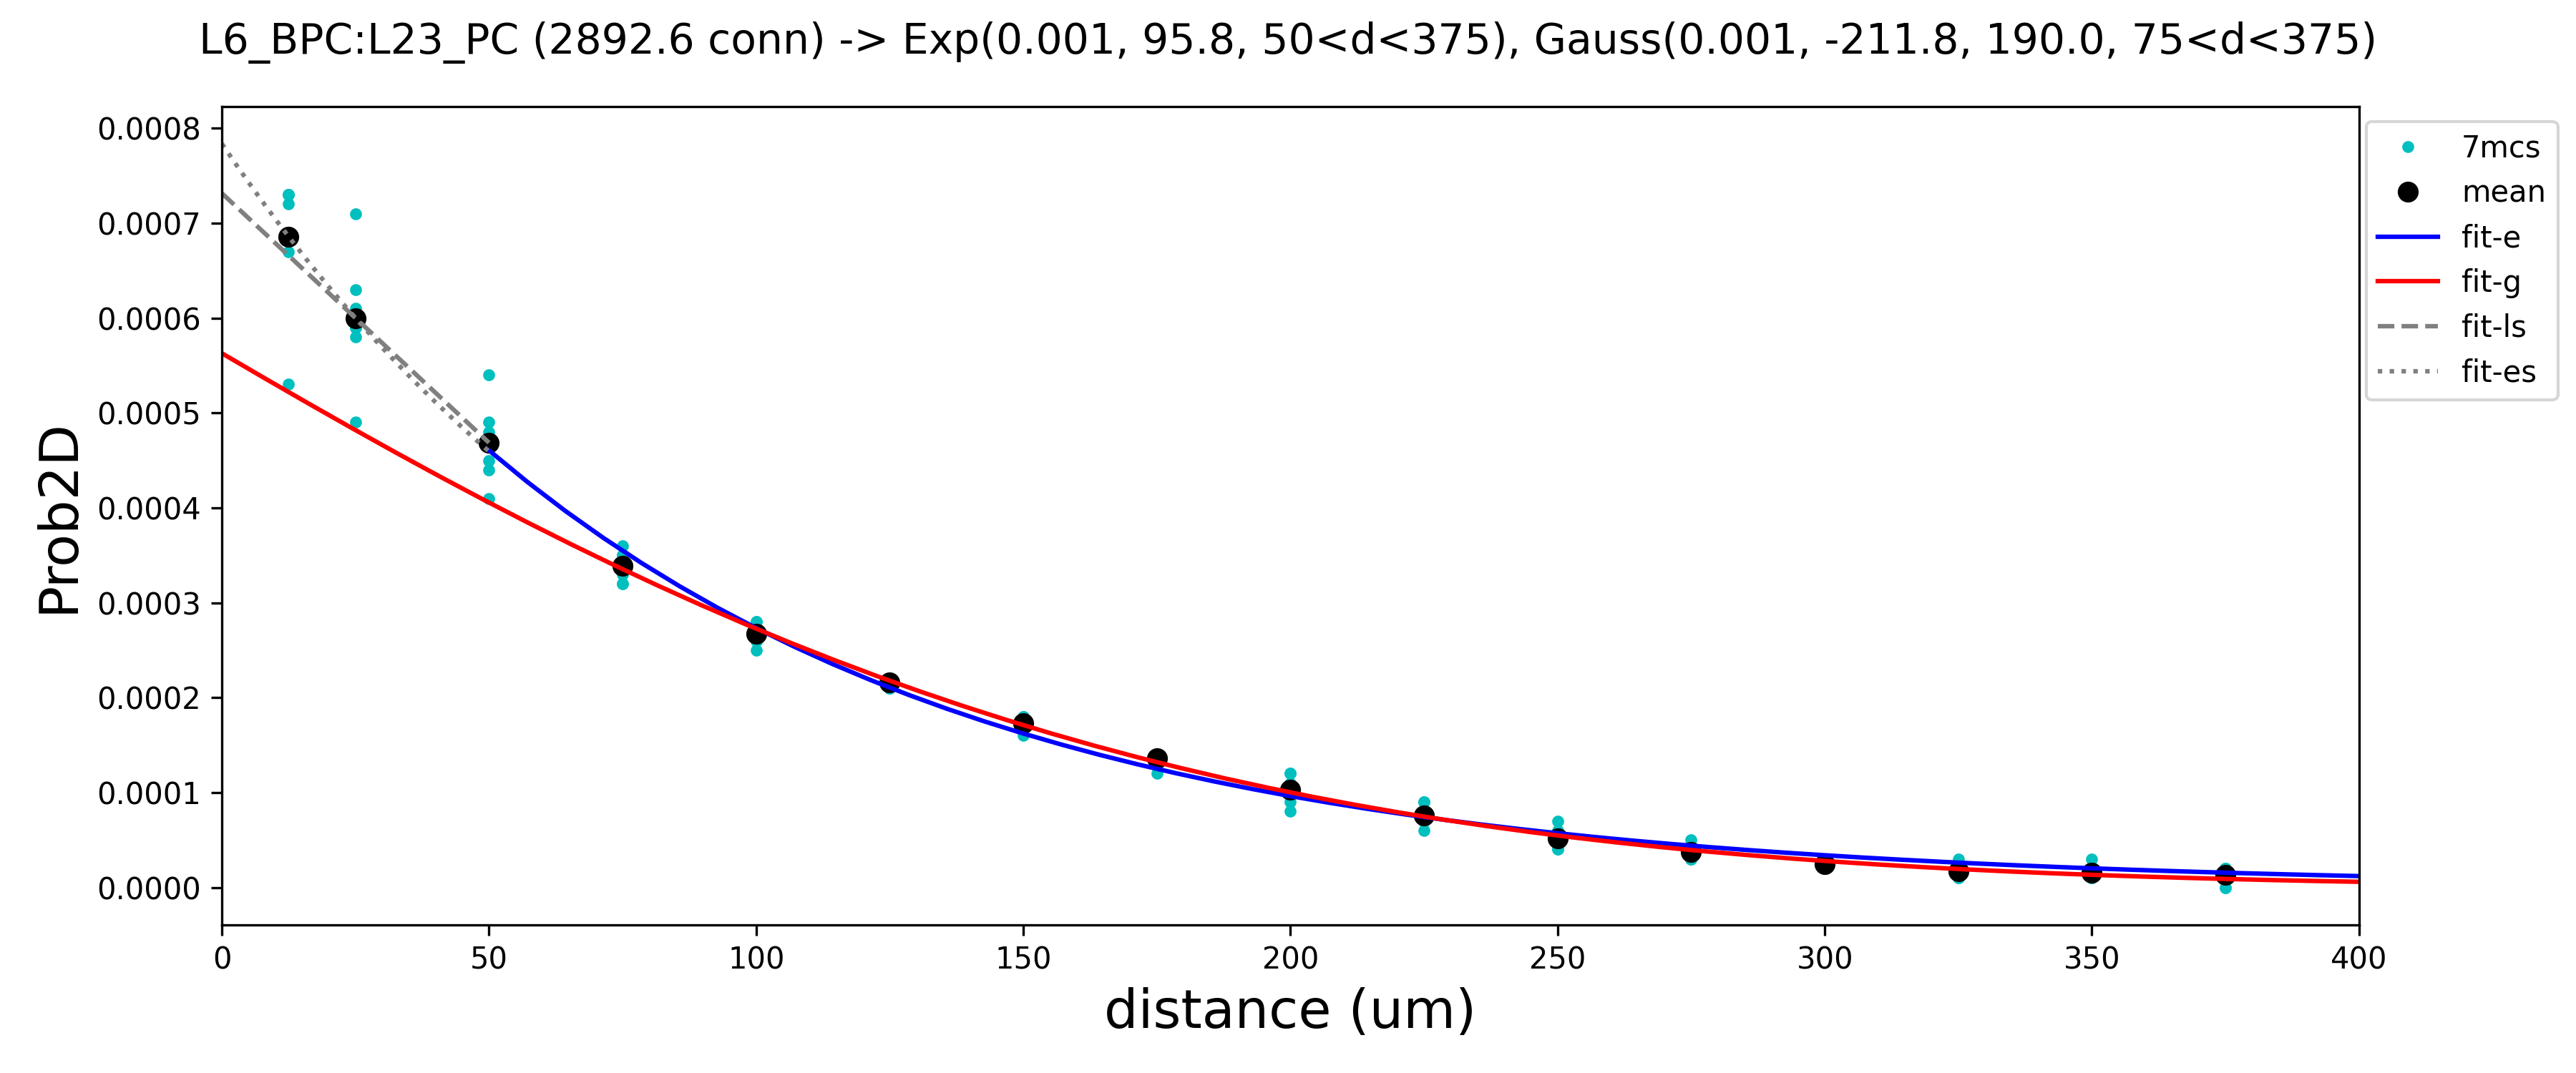 L6_BPC:L23_PC (2892.6 conn) -> Exp(0.001, 95.8, 50<d<375), Gauss(0.001, -211.8, 190.0, 75<d<375)
0.0008
0.0007
0.0006
0.0005
0.0004
0.0003
0.0002
0.0001
0.0000
Prob2D
0 50 100 150 200 250 300 350 400
distance (um)
7mcs
mean
fit-e
fit-g
fit-ls
fit-es